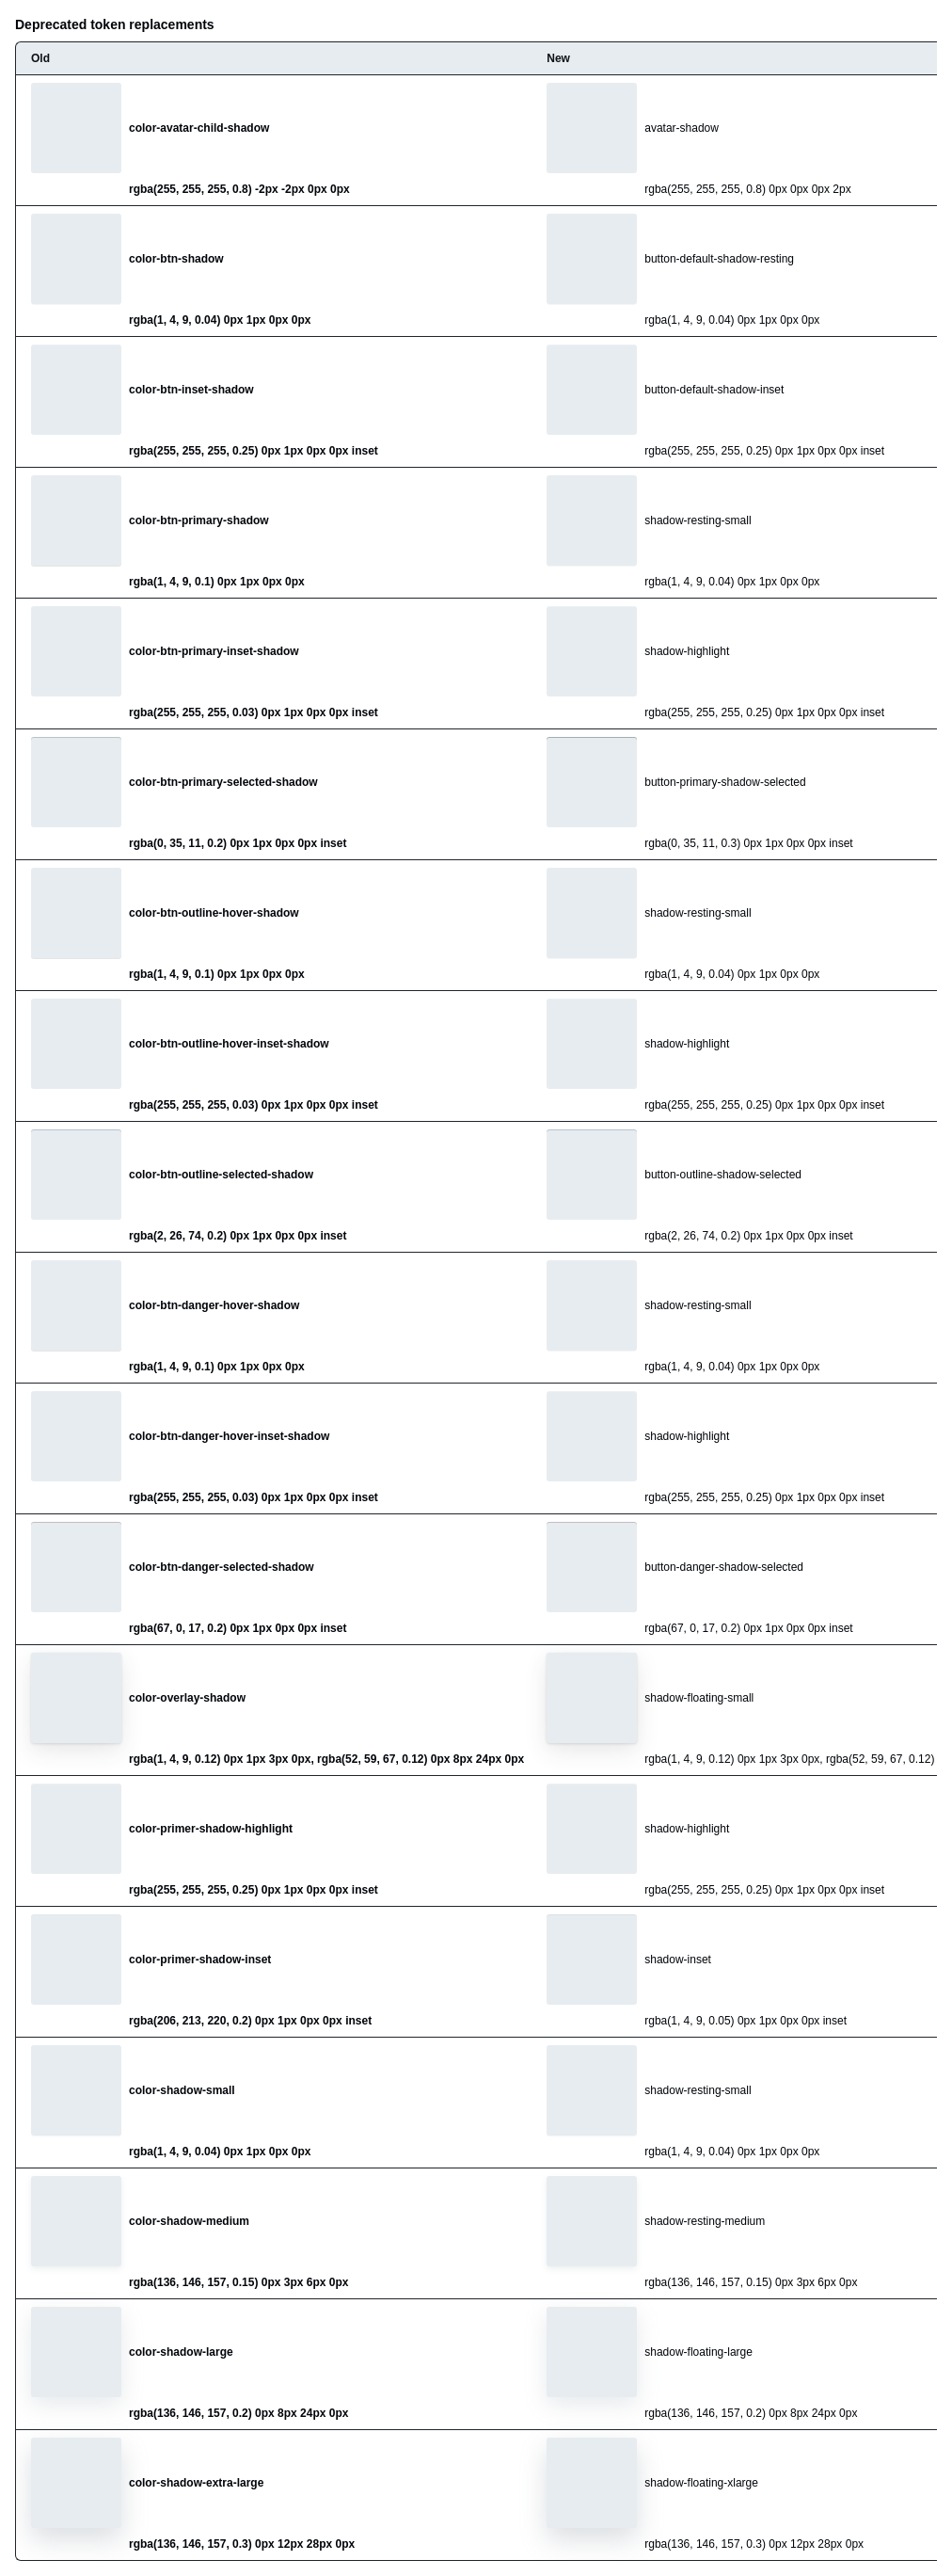 Deprecated token replacements
Old New
color-avatar-child-shadow avatar-shadow
rgba(255, 255, 255, 0.8) -2px -2px 0px 0px rgba(255, 255, 255, 0.8) 0px 0px 0px 2px
color-btn-shadow button-default-shadow-resting
rgba(1, 4, 9, 0.04) 0px 1px 0px 0px rgba(1, 4, 9, 0.04) 0px 1px 0px 0px
color-btn-inset-shadow button-default-shadow-inset
rgba(255, 255, 255, 0.25) 0px 1px 0px 0px inset rgba(255, 255, 255, 0.25) 0px 1px 0px 0px inset
color-btn-primary-shadow shadow-resting-small
rgba(1, 4, 9, 0.1) 0px 1px 0px 0px rgba(1, 4, 9, 0.04) 0px 1px 0px 0px
color-btn-primary-inset-shadow shadow-highlight
rgba(255, 255, 255, 0.03) 0px 1px 0px 0px inset rgba(255, 255, 255, 0.25) 0px 1px 0px 0px inset
color-btn-primary-selected-shadow button-primary-shadow-selected
rgba(0, 35, 11, 0.2) 0px 1px 0px 0px inset rgba(0, 35, 11, 0.3) 0px 1px 0px 0px inset
color-btn-outline-hover-shadow shadow-resting-small
rgba(1, 4, 9, 0.1) 0px 1px 0px 0px rgba(1, 4, 9, 0.04) 0px 1px 0px 0px
color-btn-outline-hover-inset-shadow shadow-highlight
rgba(255, 255, 255, 0.03) 0px 1px 0px 0px inset rgba(255, 255, 255, 0.25) 0px 1px 0px 0px inset
color-btn-outline-selected-shadow button-outline-shadow-selected
rgba(2, 26, 74, 0.2) 0px 1px 0px 0px inset rgba(2, 26, 74, 0.2) 0px 1px 0px 0px inset
color-btn-danger-hover-shadow shadow-resting-small
rgba(1, 4, 9, 0.1) 0px 1px 0px 0px rgba(1, 4, 9, 0.04) 0px 1px 0px 0px
color-btn-danger-hover-inset-shadow shadow-highlight
rgba(255, 255, 255, 0.03) 0px 1px 0px 0px inset rgba(255, 255, 255, 0.25) 0px 1px 0px 0px inset
color-btn-danger-selected-shadow button-danger-shadow-selected
rgba(67, 0, 17, 0.2) 0px 1px 0px 0px inset rgba(67, 0, 17, 0.2) 0px 1px 0px 0px inset
color-overlay-shadow shadow-floating-small
rgba(1, 4, 9, 0.12) 0px 1px 3px 0px, rgba(52, 59, 67, 0.12) 0px 8px 24px 0px rgba(1, 4, 9, 0.12) 0px 1px 3px 0px, rgba(52, 59, 67, 0.12)
color-primer-shadow-highlight shadow-highlight
rgba(255, 255, 255, 0.25) 0px 1px 0px 0px inset rgba(255, 255, 255, 0.25) 0px 1px 0px 0px inset
color-primer-shadow-inset shadow-inset
rgba(206, 213, 220, 0.2) 0px 1px 0px 0px inset rgba(1, 4, 9, 0.05) 0px 1px 0px 0px inset
color-shadow-small shadow-resting-small
rgba(1, 4, 9, 0.04) 0px 1px 0px 0px rgba(1, 4, 9, 0.04) 0px 1px 0px 0px
color-shadow-medium shadow-resting-medium
rgba(136, 146, 157, 0.15) 0px 3px 6px 0px rgba(136, 146, 157, 0.15) 0px 3px 6px 0px
color-shadow-large shadow-floating-large
rgba(136, 146, 157, 0.2) 0px 8px 24px 0px rgba(136, 146, 157, 0.2) 0px 8px 24px 0px
color-shadow-extra-large shadow-floating-xlarge
rgba(136, 146, 157, 0.3) 0px 12px 28px 0px rgba(136, 146, 157, 0.3) 0px 12px 28px 0px